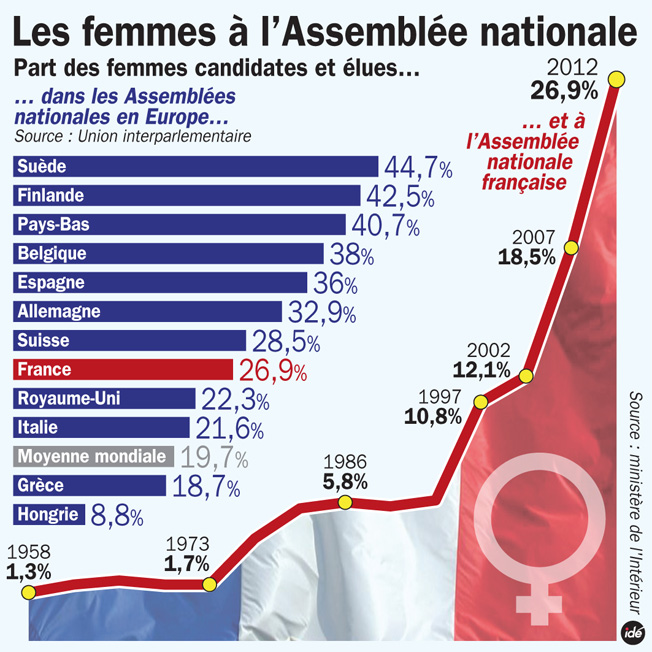 Les femmes à l'Assemblée nationale
Part des femmes candidates et élues...
... dans les Assemblées
nationales en Europe...
Source : Union interparlementaire
Suède 44,7%
Finlande 42,5%
Pays-Bas 40,7%
Belgique 38%
Espagne 36%
Allemagne 32,9%
Suisse 28,5%
France 26,9%
Royaume-Uni 22,3%
Italie 21,6%
Moyenne mondiale 19,7%
Grèce 18,7%
Hongrie 8,8%
... et à
l'Assemblée
nationale
française
1958
1,3%
1973
1,7%
1986
5,8%
1997
10,8%
2002
12,1%
2007
18,5%
2012
26,9%
Source : ministère de l'Intérieur
idé